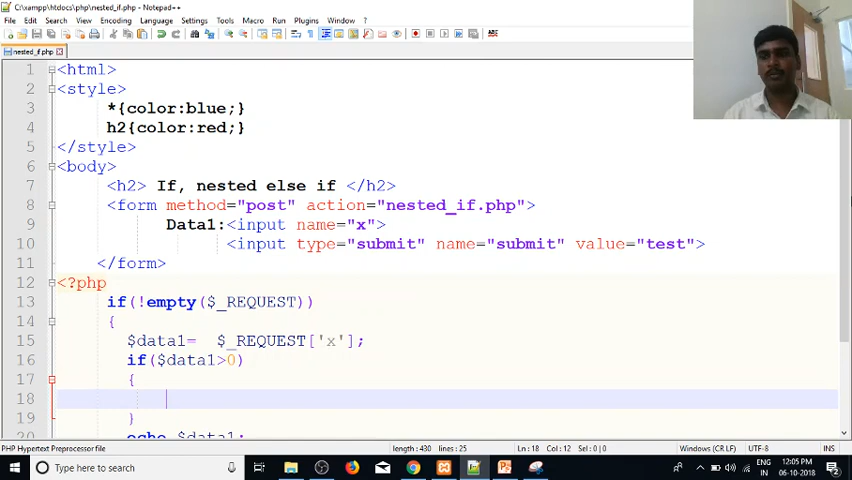 C:\xampp\htdocs\php\nested_if.php - Notepad++
File Edit Search View Encoding Language Settings Tools Macro Run Plugins Window ?
nested_if.php
1 <html>
2 <style>
3 *{color:blue;}
4 h2{color:red;}
5 </style>
6 <body>
7 <h2> If, nested else if </h2>
8 <form method="post" action="nested_if.php">
9 Data1:<input name="x">
10 <input type="submit" name="submit" value="test">
11 </form>
12 <?php
13 if(!empty($_REQUEST))
14 {
15 $data1= $_REQUEST['x'];
16 if($data1>0)
17 {
18
19 }
20 echo $data1;
PHP Hypertext Preprocessor file length : 430 lines : 25 Ln : 18 Col : 12 Sel : 0 | 0 Windows (CR LF) UTF-8 INS
Type here to search ENG IN 12:05 PM 06-10-2018